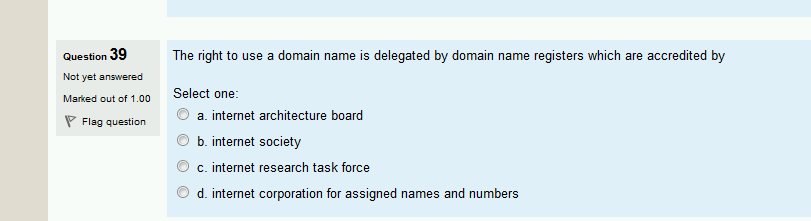 Question 39
Not yet answered
Marked out of 1.00
Flag question
The right to use a domain name is delegated by domain name registers which are accredited by
Select one:
a. internet architecture board
b. internet society
c. internet research task force
d. internet corporation for assigned names and numbers